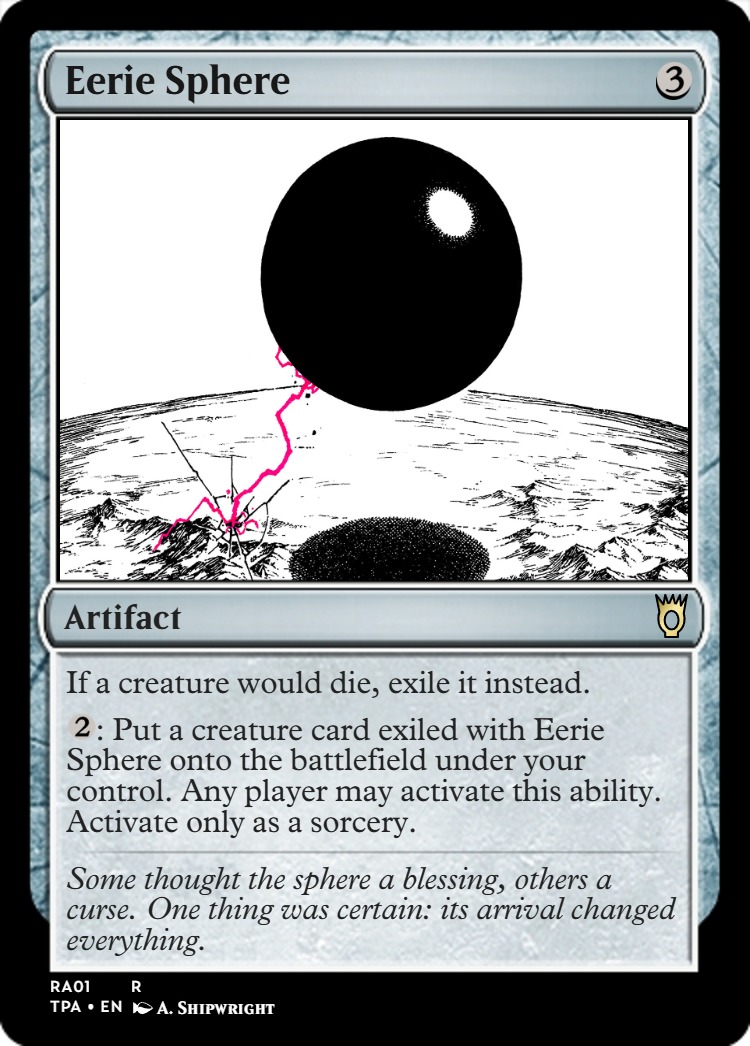 Eerie Sphere 3
Artifact
If a creature would die, exile it instead.
2: Put a creature card exiled with Eerie
Sphere onto the battlefield under your
control. Any player may activate this ability.
Activate only as a sorcery.
Some thought the sphere a blessing, others a
curse. One thing was certain: its arrival changed
everything.
RA01 R
TPA • EN A. Shipwright